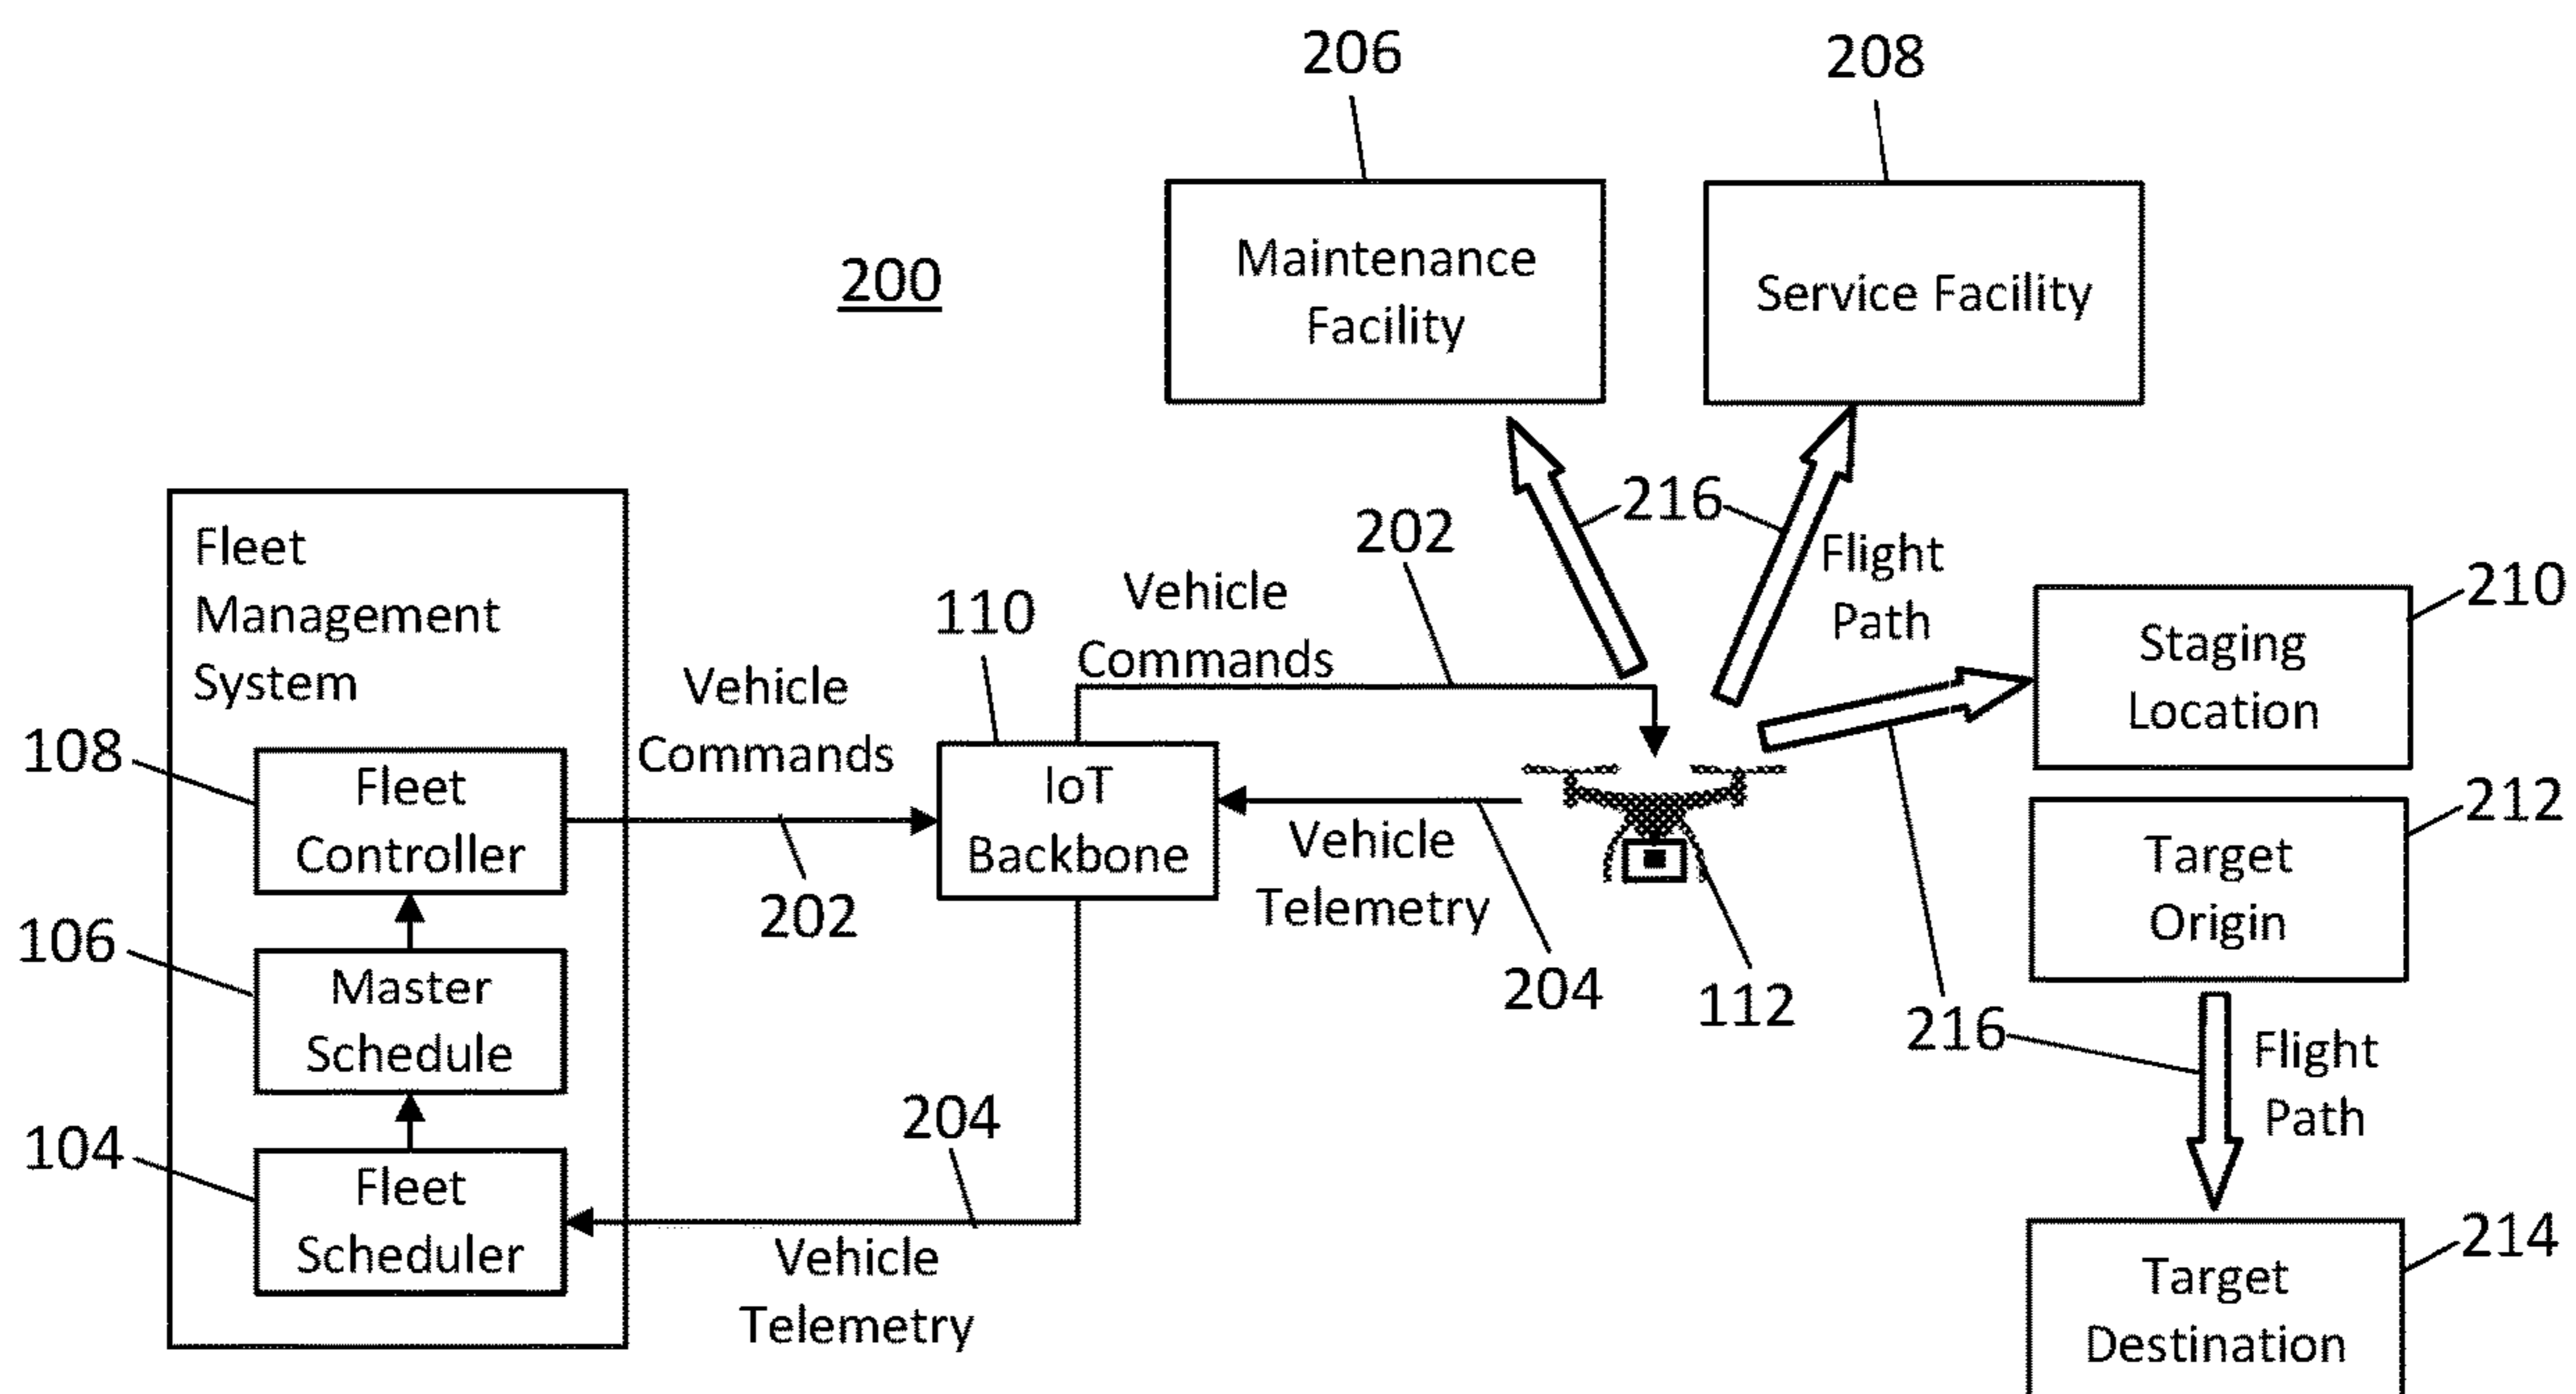 206
208
Maintenance
Facility
Service Facility
200
216
Flight
Path
202
Fleet
Management
System
110
Vehicle
Commands
210
Staging
Location
Vehicle
Commands
108
Fleet
Controller
IoT
Backbone
Vehicle
Telemetry
212
Target
Origin
202
204
112
106
Master
Schedule
216
Flight
Path
204
104
Fleet
Scheduler
Vehicle
Telemetry
214
Target
Destination